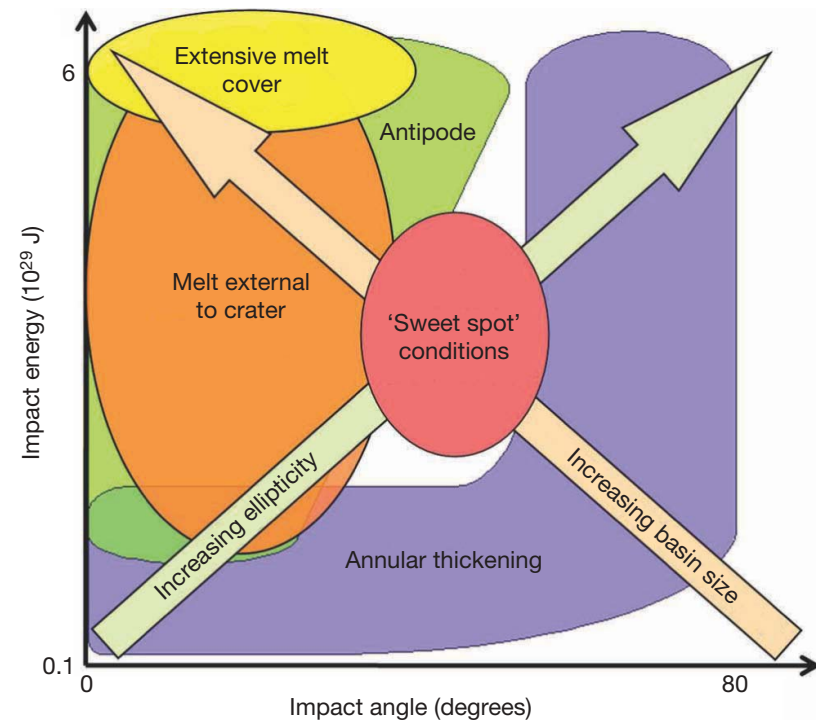 Extensive melt
cover
6
Antipode
Impact energy (10²⁹ J)
Melt external
to crater
‘Sweet spot’
conditions
Increasing ellipticity
Increasing basin size
Annular thickening
0.1
0
80
Impact angle (degrees)